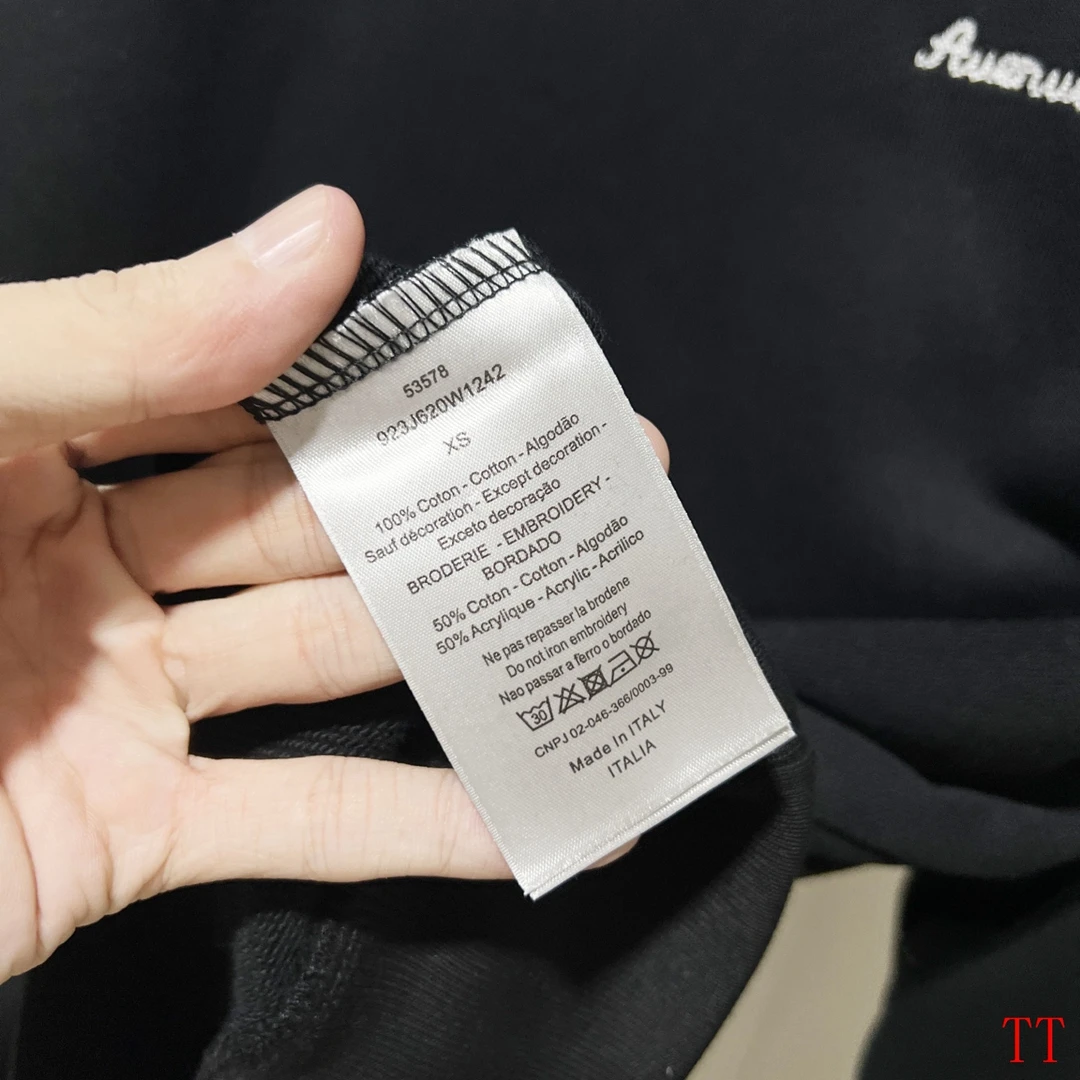 53578
923J620W1242
XS
100% Coton - Cotton - Algodão
Sauf décoration - Except decoration -
Exceto decoração
BRODERIE - EMBROIDERY -
BORDADO
50% Coton - Cotton - Algodão
50% Acrylique - Acrylic - Acrilico
Ne pas repasser la brodene
Do not iron embroidery
Nao passar a ferro o bordado
30
CNPJ 02-046-366/0003-99
Made in ITALY
ITALIA
TT